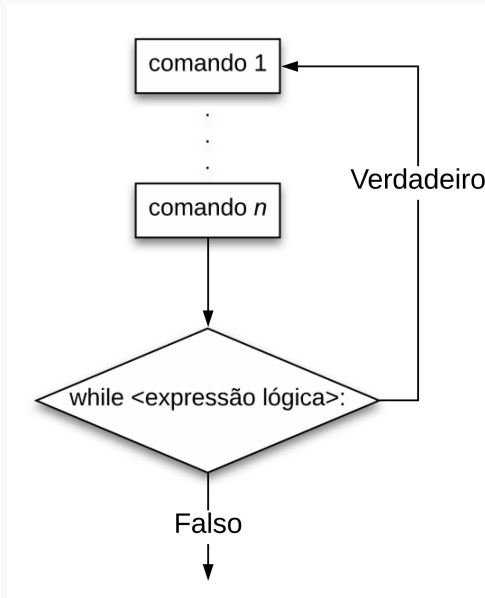 comando 1
.
.
.
Verdadeiro
comando n
while <expressão lógica>:
Falso